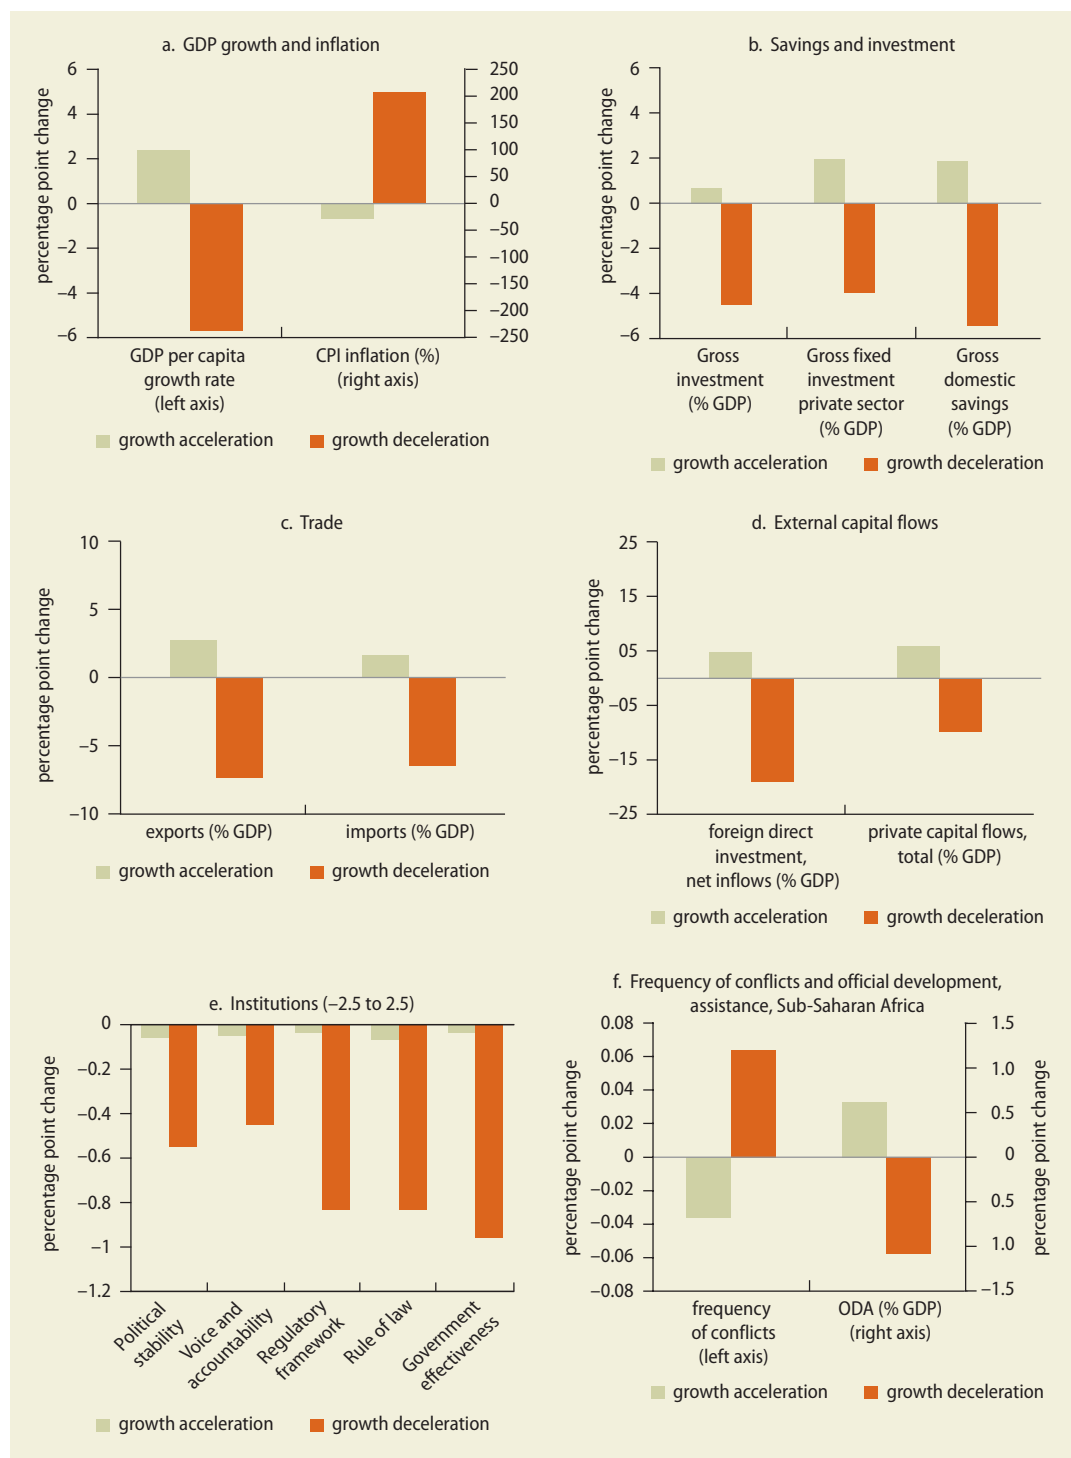 a. GDP growth and inflation
6
4
2
0
−2
−4
−6
percentage point change
250
200
150
100
50
0
−50
−100
−150
−200
−250
GDP per capita
growth rate
(left axis)
CPI inflation (%)
(right axis)
growth acceleration
growth deceleration
b. Savings and investment
6
4
2
0
−2
−4
−6
percentage point change
Gross
investment
(% GDP)
Gross fixed
investment
private sector
(% GDP)
Gross
domestic
savings
(% GDP)
growth acceleration
growth deceleration
c. Trade
10
5
0
−5
−10
percentage point change
exports (% GDP)
imports (% GDP)
growth acceleration
growth deceleration
d. External capital flows
25
15
05
−05
−15
−25
percentage point change
foreign direct
investment,
net inflows (% GDP)
private capital flows,
total (% GDP)
growth acceleration
growth deceleration
e. Institutions (−2.5 to 2.5)
0
−0.2
−0.4
−0.6
−0.8
−1
−1.2
percentage point change
Political
stability
Voice and
accountability
Regulatory
framework
Rule of law
Government
effectiveness
growth acceleration
growth deceleration
f. Frequency of conflicts and official development,
assistance, Sub-Saharan Africa
0.08
0.06
0.04
0.02
0
−0.02
−0.04
−0.06
−0.08
percentage point change
1.5
1.0
0.5
0
0.5
1.0
−1.5
percentage point change
frequency
of conflicts
(left axis)
ODA (% GDP)
(right axis)
growth acceleration
growth deceleration